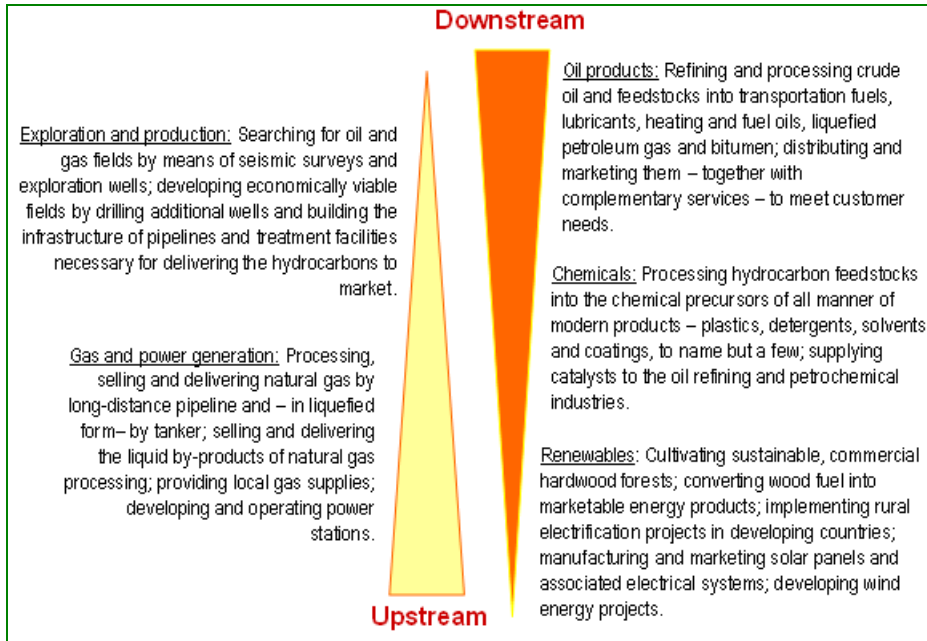 Downstream
Exploration and production: Searching for oil and
gas fields by means of seismic surveys and
exploration wells; developing economically viable
fields by drilling additional wells and building the
infrastructure of pipelines and treatment facilities
necessary for delivering the hydrocarbons to
market.
Gas and power generation: Processing,
selling and delivering natural gas by
long-distance pipeline and – in liquefied
form– by tanker; selling and delivering
the liquid by-products of natural gas
processing; providing local gas supplies;
developing and operating power
stations.
Upstream
Oil products: Refining and processing crude
oil and feedstocks into transportation fuels,
lubricants, heating and fuel oils, liquefied
petroleum gas and bitumen; distributing and
marketing them – together with
complementary services – to meet customer
needs.
Chemicals: Processing hydrocarbon feedstocks
into the chemical precursors of all manner of
modern products – plastics, detergents, solvents
and coatings, to name but a few; supplying
catalysts to the oil refining and petrochemical
industries.
Renewables: Cultivating sustainable, commercial
hardwood forests; converting wood fuel into
marketable energy products; implementing rural
electrification projects in developing countries;
manufacturing and marketing solar panels and
associated electrical systems; developing wind
energy projects.